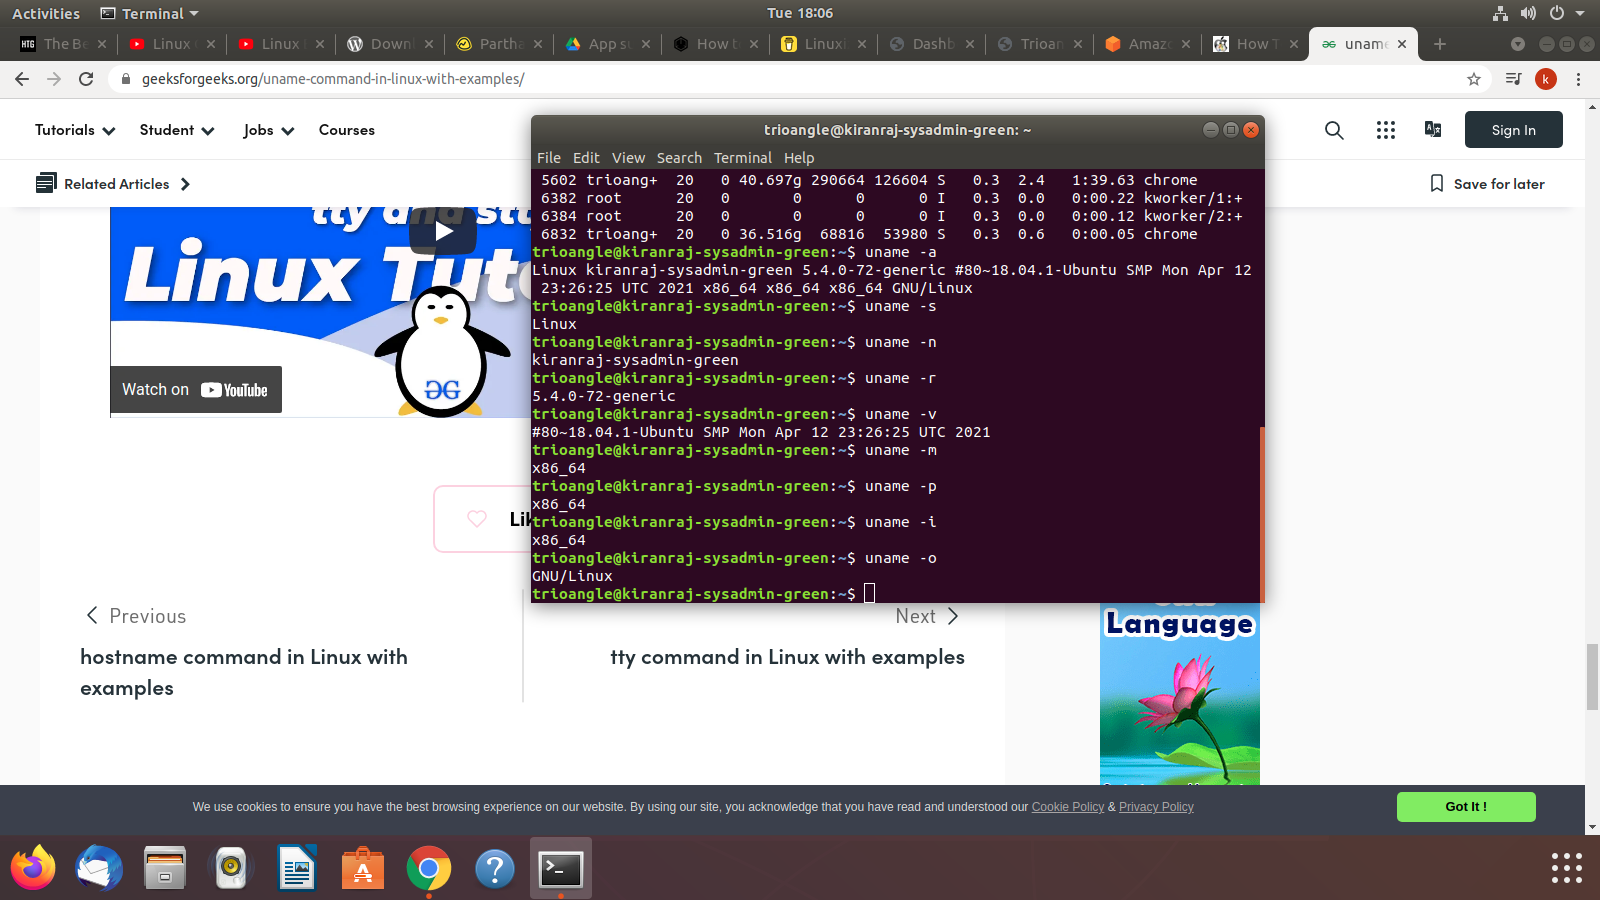 Activities Terminal Tue 18:06
HTG The Be Linux Linux Downl Partha App su How t Linuxi Dashb Trioan Amazo How T uname
geeksforgeeks.org/uname-command-in-linux-with-examples/ k
Tutorials Student Jobs Courses Sign In
Related Articles Save for later
tty and
Linux Tuto
Watch on YouTube
trioangle@kiranraj-sysadmin-green: ~
File Edit View Search Terminal Help
5602 trioang+ 20 0 40.697g 290664 126604 S 0.3 2.4 1:39.63 chrome
6382 root 20 0 0 0 0 I 0.3 0.0 0:00.22 kworker/1:+
6384 root 20 0 0 0 0 I 0.3 0.0 0:00.12 kworker/2:+
6832 trioang+ 20 0 36.516g 68816 53980 S 0.3 0.6 0:00.05 chrome
trioangle@kiranraj-sysadmin-green:~$ uname -a
Linux kiranraj-sysadmin-green 5.4.0-72-generic #80~18.04.1-Ubuntu SMP Mon Apr 12
23:26:25 UTC 2021 x86_64 x86_64 x86_64 GNU/Linux
trioangle@kiranraj-sysadmin-green:~$ uname -s
Linux
trioangle@kiranraj-sysadmin-green:~$ uname -n
kiranraj-sysadmin-green
trioangle@kiranraj-sysadmin-green:~$ uname -r
5.4.0-72-generic
trioangle@kiranraj-sysadmin-green:~$ uname -v
#80~18.04.1-Ubuntu SMP Mon Apr 12 23:26:25 UTC 2021
trioangle@kiranraj-sysadmin-green:~$ uname -m
x86_64
trioangle@kiranraj-sysadmin-green:~$ uname -p
x86_64
trioangle@kiranraj-sysadmin-green:~$ uname -i
x86_64
trioangle@kiranraj-sysadmin-green:~$ uname -o
GNU/Linux
trioangle@kiranraj-sysadmin-green:~$
Lik
Previous
hostname command in Linux with
examples
Next
tty command in Linux with examples
Language
We use cookies to ensure you have the best browsing experience on our website. By using our site, you acknowledge that you have read and understood our Cookie Policy & Privacy Policy
Got It !